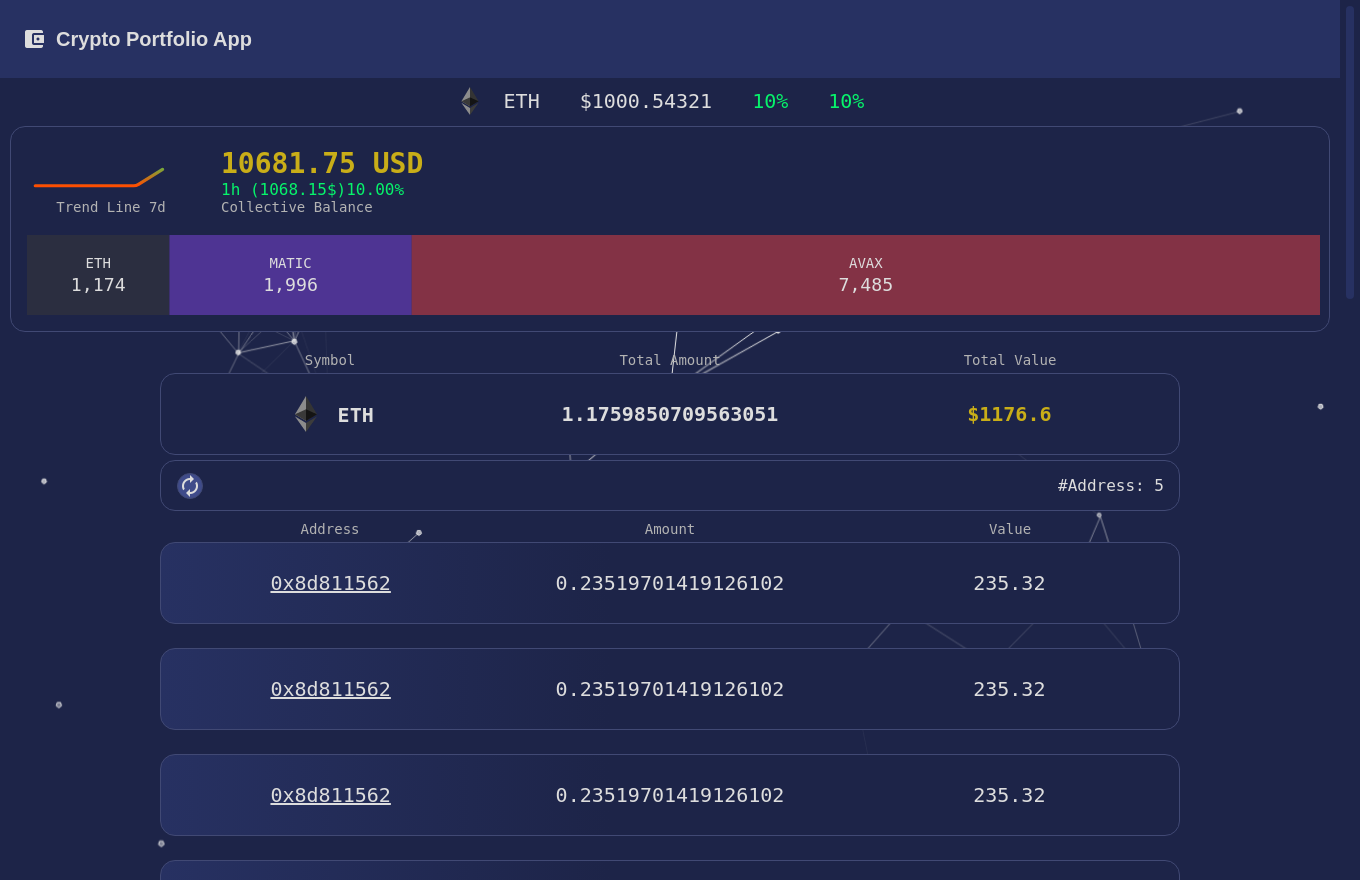 Crypto Portfolio App
ETH $1000.54321 10% 10%
10681.75 USD
1h (1068.15$)10.00%
Trend Line 7d Collective Balance
ETH MATIC AVAX
1,174 1,996 7,485
Symbol Total Amount Total Value
ETH 1.1759850709563051 $1176.6
#Address: 5
Address Amount Value
0x8d811562 0.23519701419126102 235.32
0x8d811562 0.23519701419126102 235.32
0x8d811562 0.23519701419126102 235.32